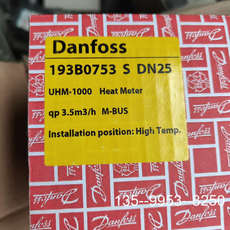 Danfoss
193B0753 S DN25
UHM-1000 Heat Meter
qp 3.5m3/h M-BUS
Installation position: High Temp.